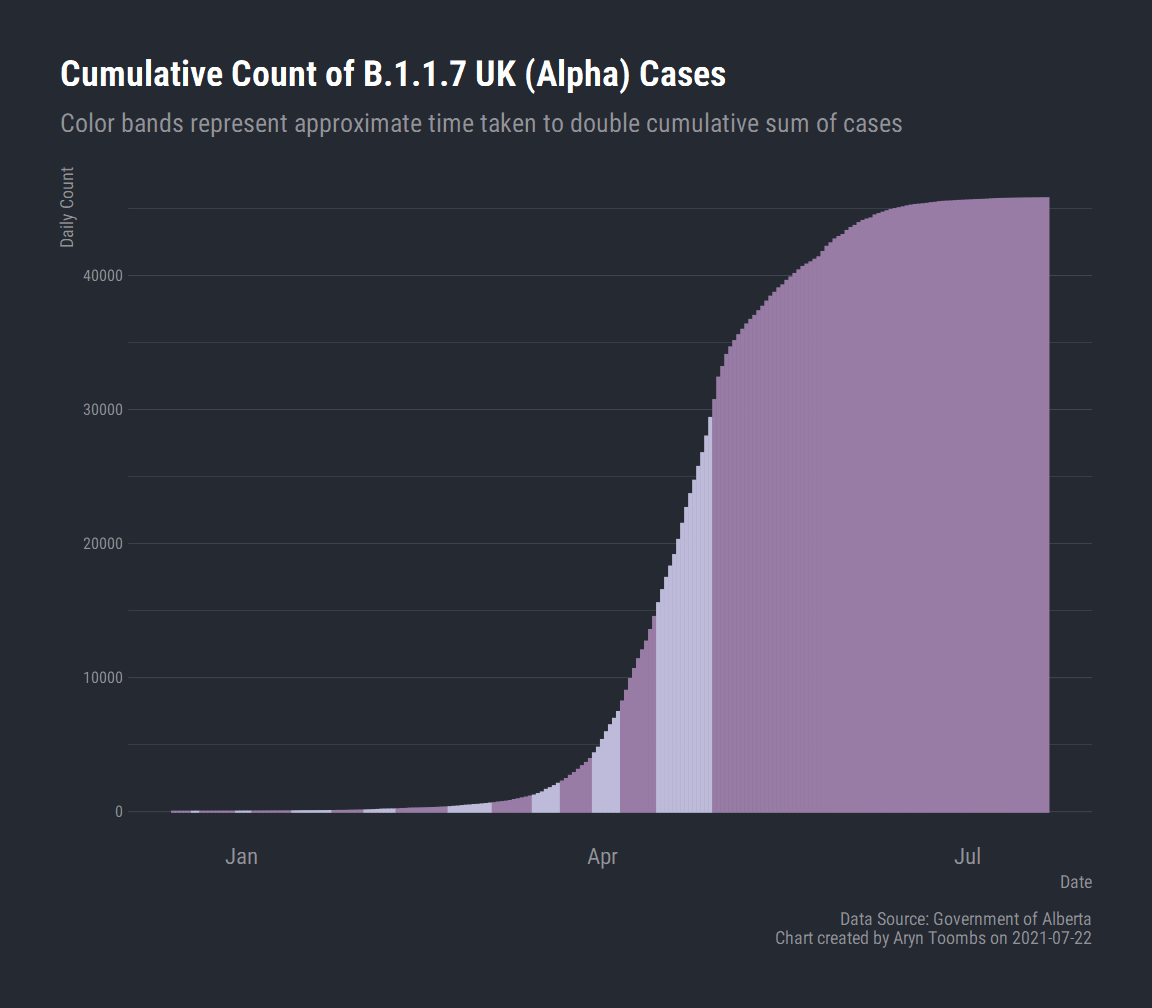 Cumulative Count of B.1.1.7 UK (Alpha) Cases
Color bands represent approximate time taken to double cumulative sum of cases
Daily Count
40000
30000
20000
10000
0
Jan Apr Jul
Date
Data Source: Government of Alberta
Chart created by Aryn Toombs on 2021-07-22